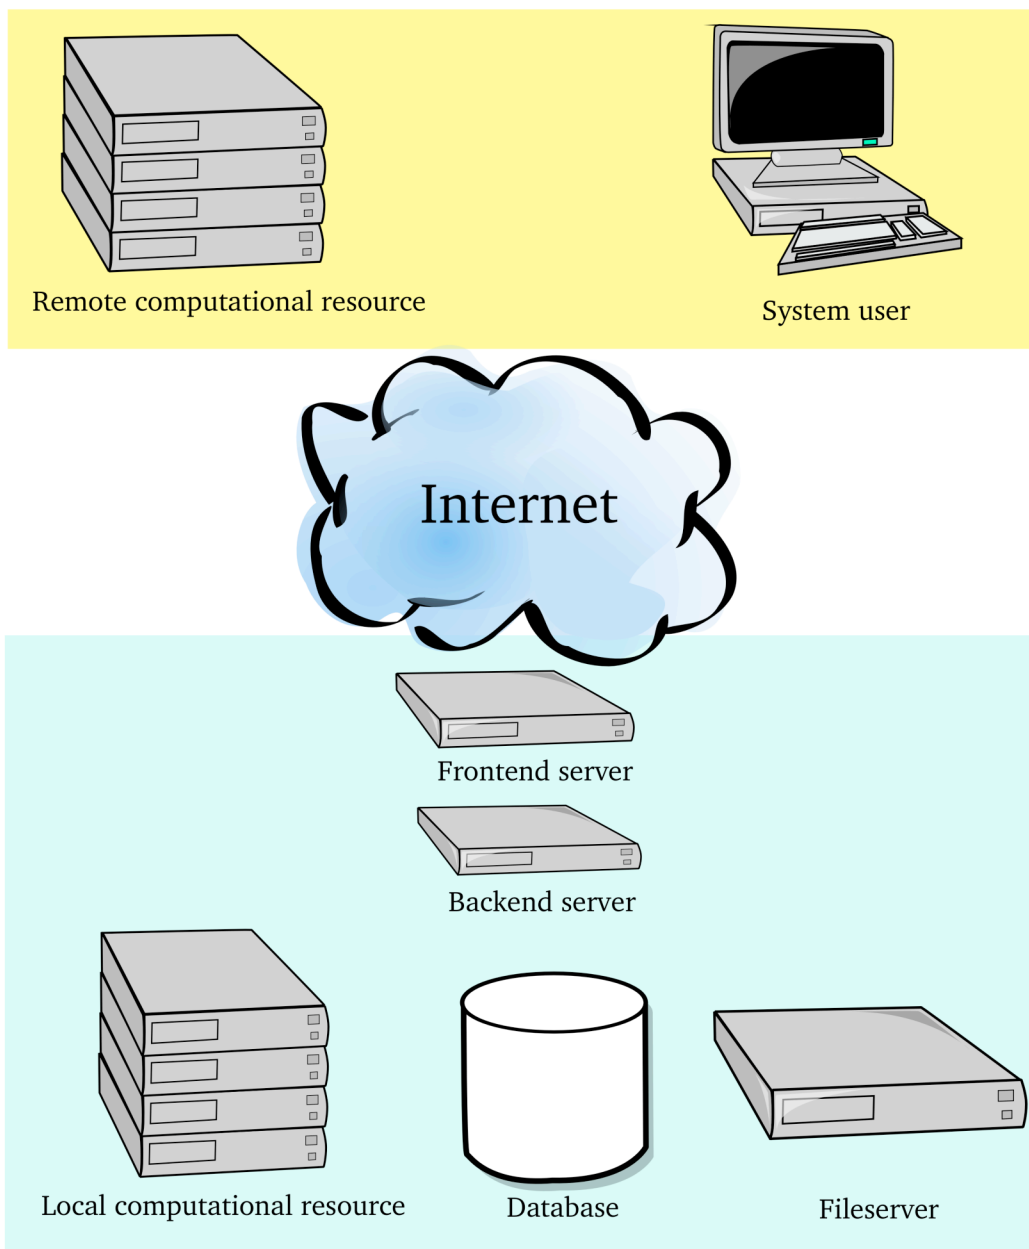 Remote computational resource
System user
Internet
Frontend server
Backend server
Local computational resource
Database
Fileserver